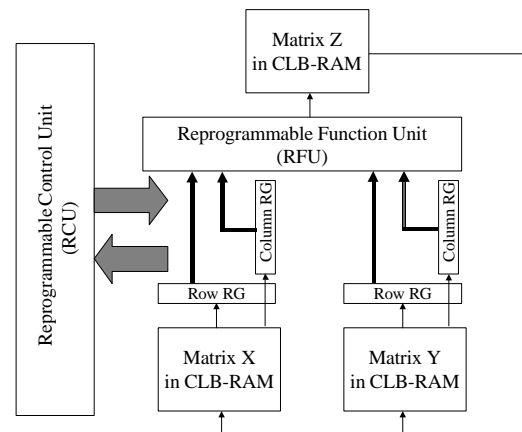 Matrix Z
in CLB-RAM
Reprogrammable Function Unit
(RFU)
Reprogrammable Control Unit
(RCU)
Column RG
Column RG
Row RG
Row RG
Matrix X
in CLB-RAM
Matrix Y
in CLB-RAM